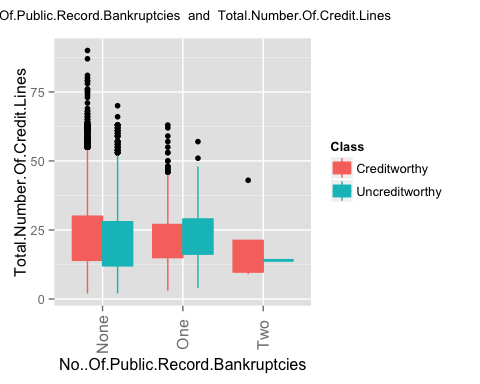 Of.Public.Record.Bankruptcies and Total.Number.Of.Credit.Lines
Total.Number.Of.Credit.Lines
75
50
25
0
None
One
Two
No..Of.Public.Record.Bankruptcies
Class
Creditworthy
Uncreditworthy